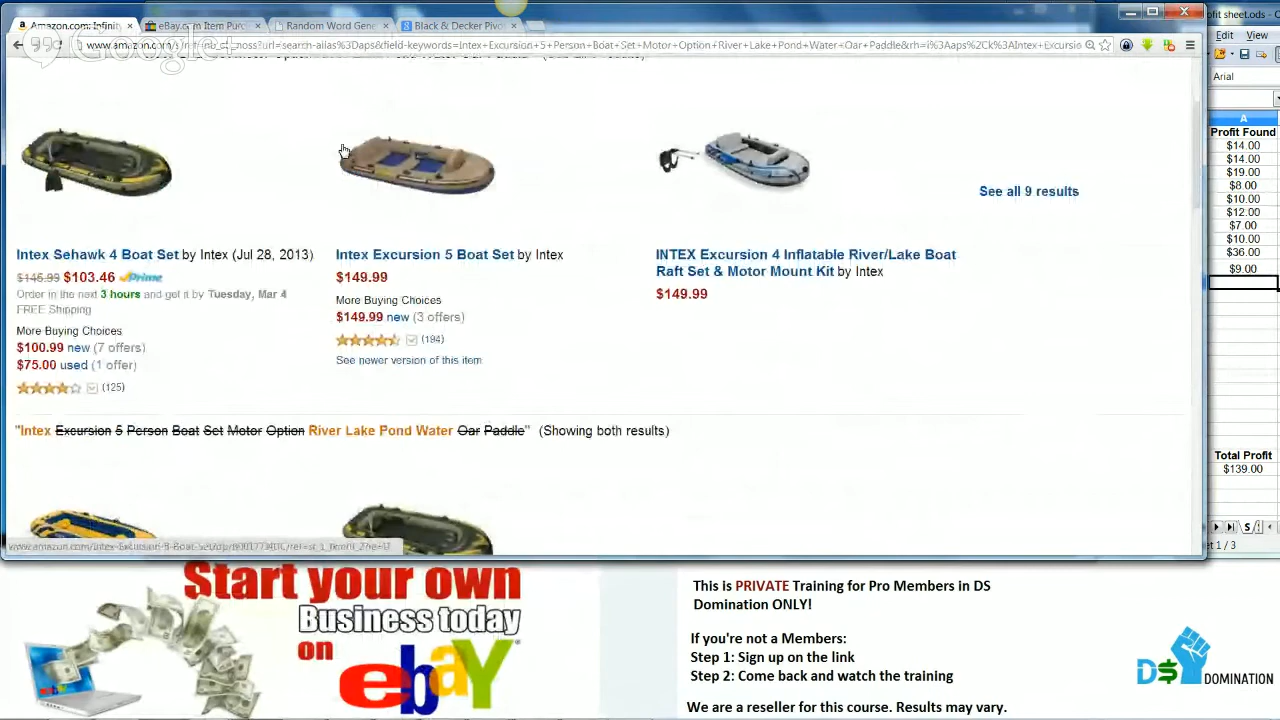 Amazon.com: Infinity
eBay.com Item Purc
Random Word Gene
Black & Decker Pivo
fit sheet.ods -
Edit View
Arial
A
Profit Found
$14.00
$14.00
$19.00
$8.00
$10.00
$12.00
$7.00
$10.00
$36.00
$9.00
Total Profit
$139.00
See all 9 results
Intex Sehawk 4 Boat Set by Intex (Jul 28, 2013)
$145.99 $103.46 Prime
Order in the next 3 hours and get it by Tuesday, Mar 4
FREE Shipping
More Buying Choices
$100.99 new (7 offers)
$75.00 used (1 offer)
(125)
Intex Excursion 5 Boat Set by Intex
$149.99
More Buying Choices
$149.99 new (3 offers)
(194)
See newer version of this item
INTEX Excursion 4 Inflatable River/Lake Boat
Raft Set & Motor Mount Kit by Intex
$149.99
"Intex Excursion 5 Person Boat Set Motor Option River Lake Pond Water Oar Paddle" (Showing both results)
et 1 / 3
Start your own
Business today
on
ebay
This is PRIVATE Training for Pro Members in DS
Domination ONLY!
If you're not a Members:
Step 1: Sign up on the link
Step 2: Come back and watch the training
We are a reseller for this course. Results may vary.
D$ DOMINATION